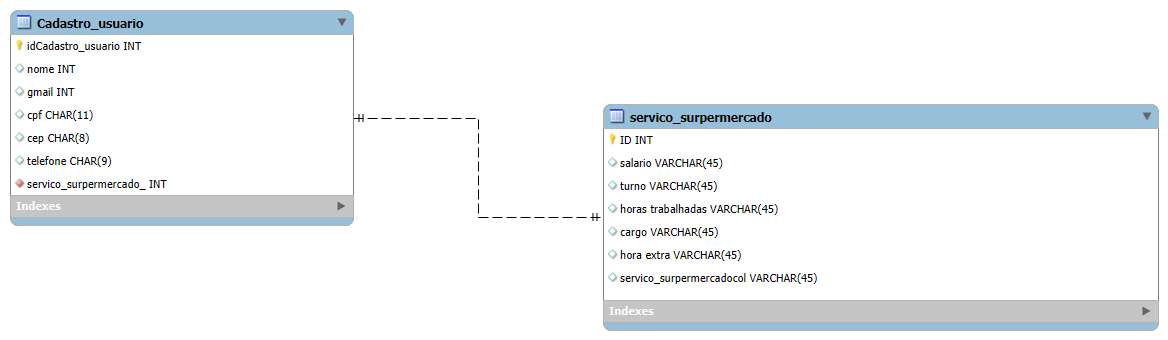 Cadastro_usuario
idCadastro_usuario INT
nome INT
gmail INT
cpf CHAR(11)
cep CHAR(8)
telefone CHAR(9)
servico_surpermercado_ INT
Indexes
servico_surpermercado
ID INT
salario VARCHAR(45)
turno VARCHAR(45)
horas trabalhadas VARCHAR(45)
cargo VARCHAR(45)
hora extra VARCHAR(45)
servico_surpermercadocol VARCHAR(45)
Indexes